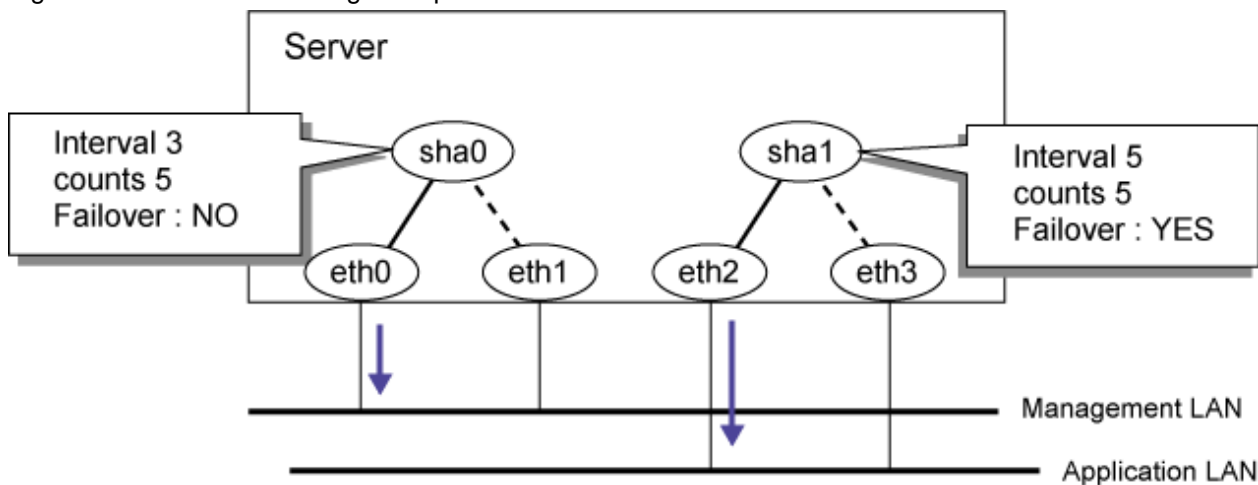 Server
Interval 3
counts 5
Failover : NO
sha0
sha1
Interval 5
counts 5
Failover : YES
eth0
eth1
eth2
eth3
Management LAN
Application LAN